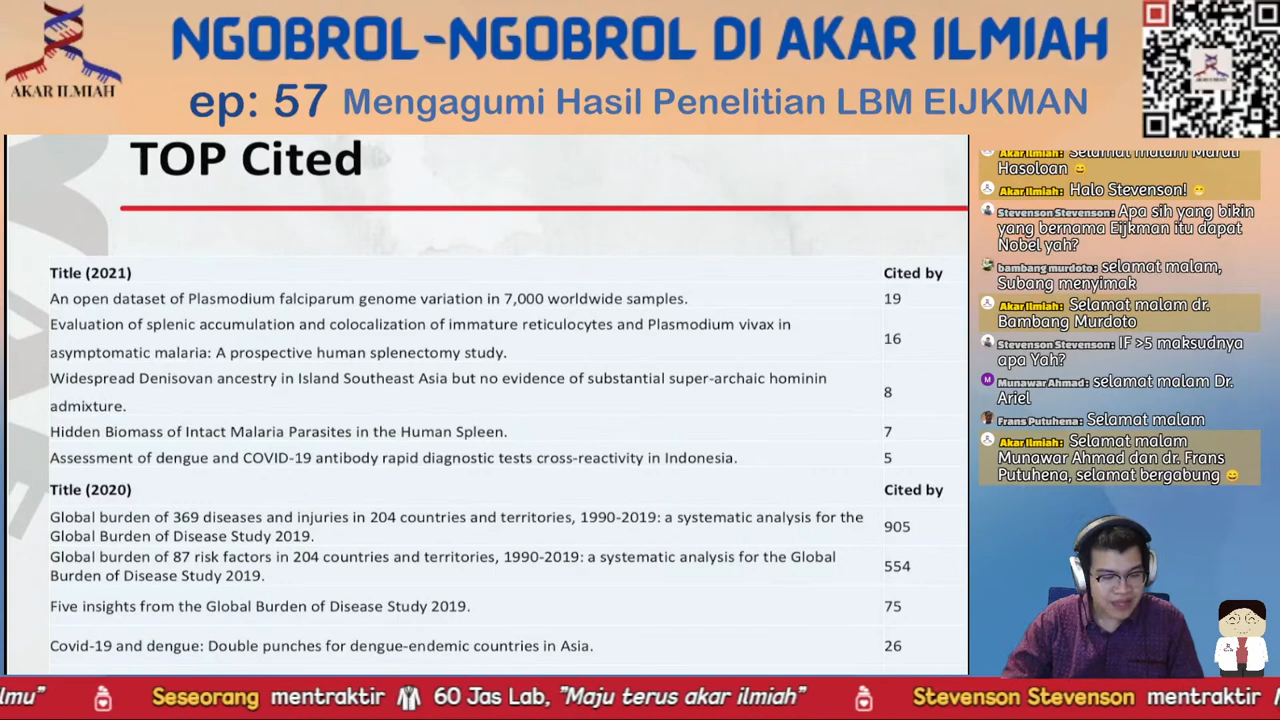 AKAR ILMIAH
NGOBROL-NGOBROL DI AKAR ILMIAH
ep: 57 Mengagumi Hasil Penelitian LBM EIJKMAN
TOP Cited
Title (2021) Cited by
An open dataset of Plasmodium falciparum genome variation in 7,000 worldwide samples. 19
Evaluation of splenic accumulation and colocalization of immature reticulocytes and Plasmodium vivax in
asymptomatic malaria: A prospective human splenectomy study. 16
Widespread Denisovan ancestry in Island Southeast Asia but no evidence of substantial super-archaic hominin
admixture. 8
Hidden Biomass of Intact Malaria Parasites in the Human Spleen. 7
Assessment of dengue and COVID-19 antibody rapid diagnostic tests cross-reactivity in Indonesia. 5
Title (2020) Cited by
Global burden of 369 diseases and injuries in 204 countries and territories, 1990-2019: a systematic analysis for the
Global Burden of Disease Study 2019. 905
Global burden of 87 risk factors in 204 countries and territories, 1990-2019: a systematic analysis for the Global
Burden of Disease Study 2019. 554
Five insights from the Global Burden of Disease Study 2019. 75
Covid-19 and dengue: Double punches for dengue-endemic countries in Asia. 26
Akar Ilmiah: Selamat malam Maruli
Hasoloan 😄
Akar Ilmiah: Halo Stevenson! 😁
Stevenson Stevenson: Apa sih yang bikin
yang bernama Eijkman itu dapat
Nobel yah?
bambang murdoto: selamat malam,
Subang menyimak
Akar Ilmiah: Selamat malam dr.
Bambang Murdoto
Stevenson Stevenson: IF >5 maksudnya
apa Yah?
M Munawar Ahmad: selamat malam Dr.
Ariel
Frans Putuhena: Selamat malam
Akar Ilmiah: Selamat malam
Munawar Ahmad dan dr. Frans
Putuhena, selamat bergabung 😄
lmu" Seseorang mentraktir 60 Jas Lab, "Maju terus akar ilmiah" Stevenson Stevenson mentraktir